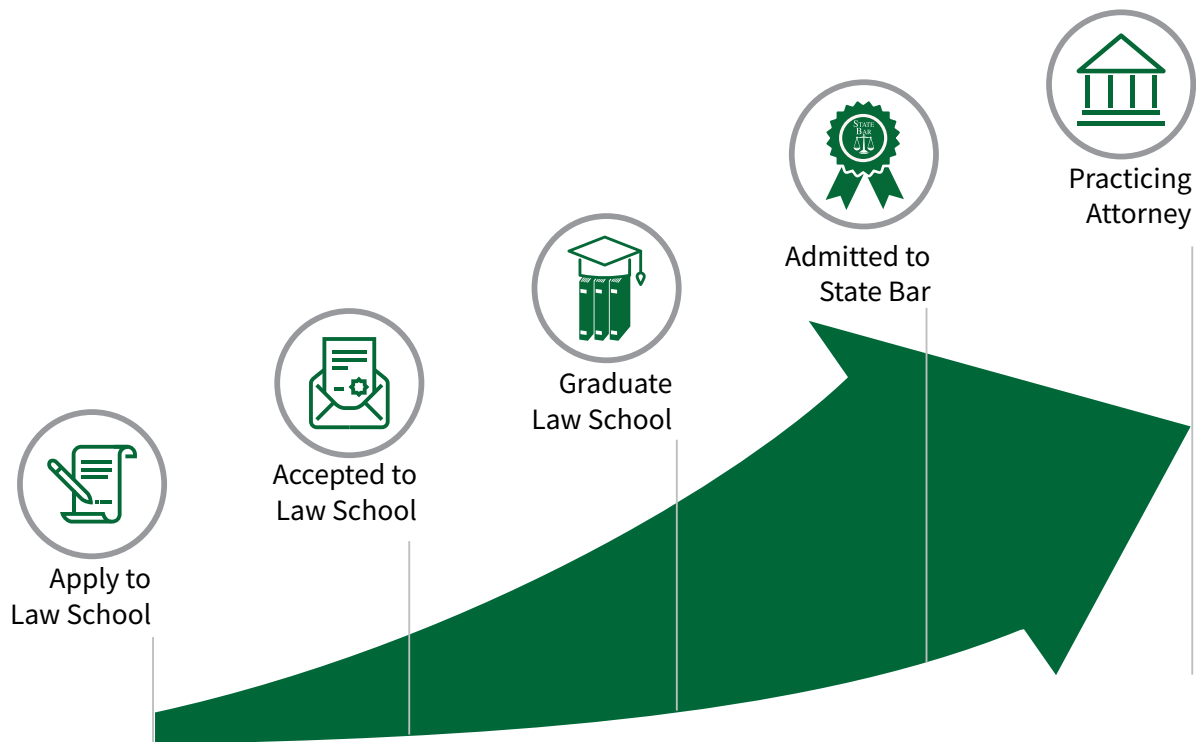 Apply to
Law School
Accepted to
Law School
Graduate
Law School
STATE
BAR
Admitted to
State Bar
Practicing
Attorney